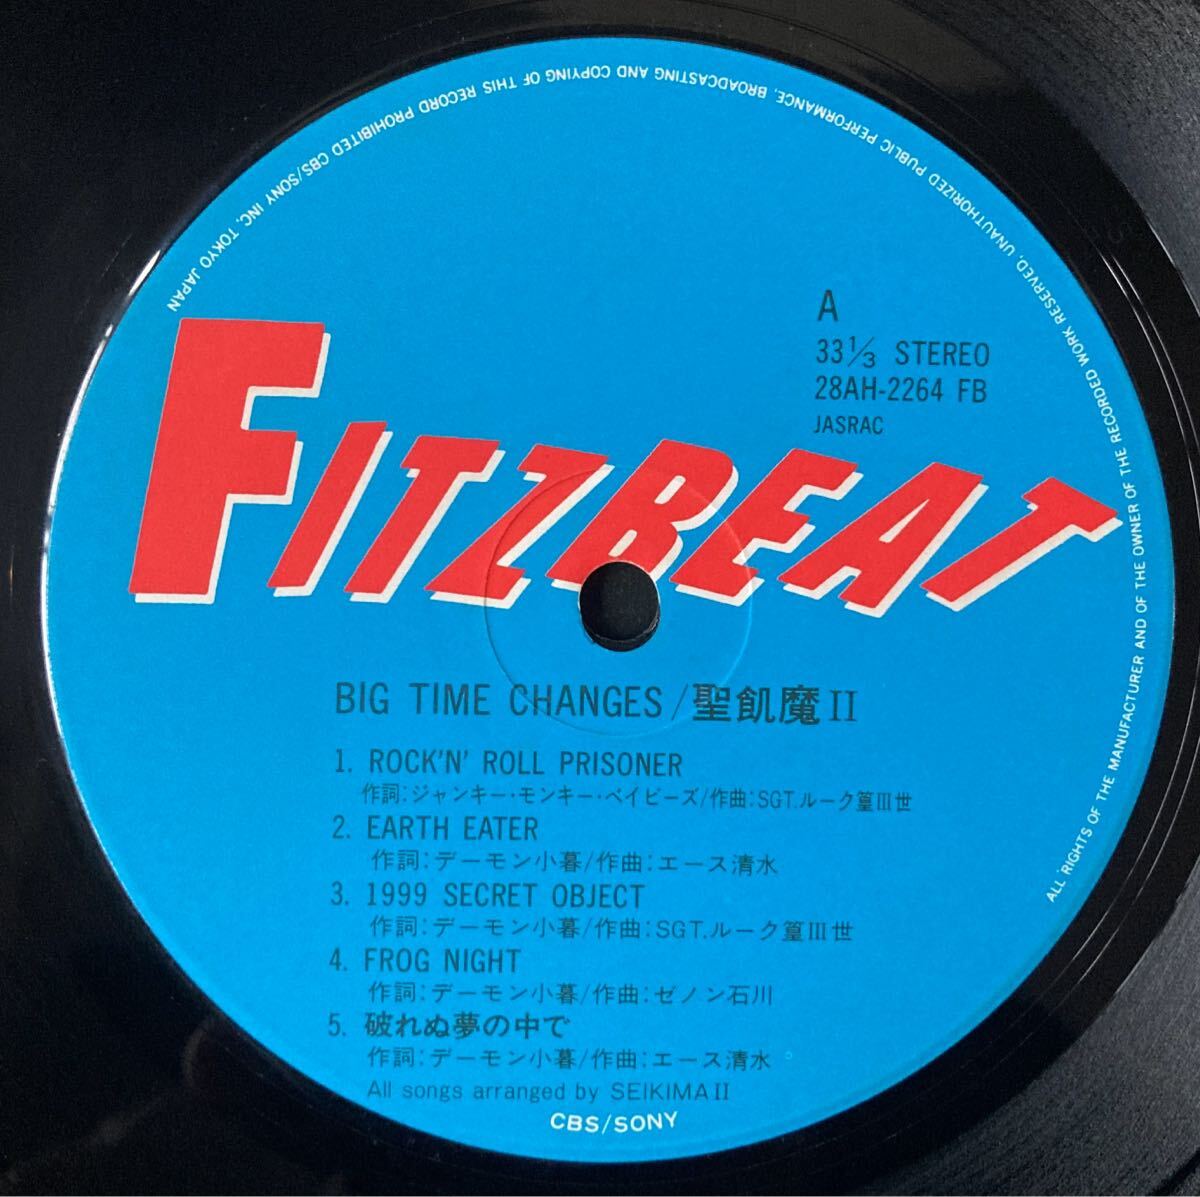 ALL RIGHTS OF THE MANUFACTURER AND OF THE OWNER OF THE RECORDED WORK RESERVED. UNAUTHORIZED PUBLIC PERFORMANCE, BROADCASTING AND COPYING OF THIS RECORD PROHIBITED CBS/SONY INC. TOKYO JAPAN
A
33 1/3 STEREO
28AH-2264 FB
JASRAC
FITZBEAT
BIG TIME CHANGES/聖飢魔II
1. ROCK'N' ROLL PRISONER
作詞:ジャンキー・モンキー・ベイビーズ/作曲:SGT.ルーク篁III世
2. EARTH EATER
作詞:デーモン小暮/作曲:エース清水
3. 1999 SECRET OBJECT
作詞:デーモン小暮/作曲:SGT.ルーク篁III世
4. FROG NIGHT
作詞:デーモン小暮/作曲:ゼノン石川
5. 破れぬ夢の中で
作詞:デーモン小暮/作曲:エース清水
All songs arranged by SEIKIMAII
CBS/SONY